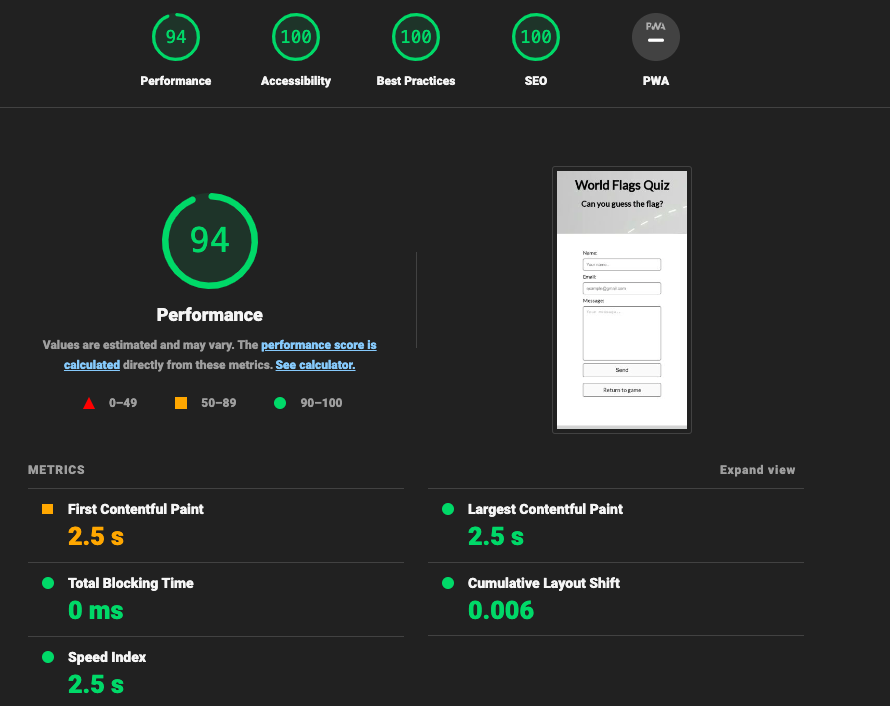 94
100
100
100
PWA
Performance
Accessibility
Best Practices
SEO
PWA
94
Performance
Values are estimated and may vary. The performance score is
calculated directly from these metrics. See calculator.
0–49
50–89
90–100
World Flags Quiz
Can you guess the flag?
Name:
Your name...
Email:
example@gmail.com
Message:
Send
Return to game
METRICS
Expand view
First Contentful Paint
2.5 s
Largest Contentful Paint
2.5 s
Total Blocking Time
0 ms
Cumulative Layout Shift
0.006
Speed Index
2.5 s